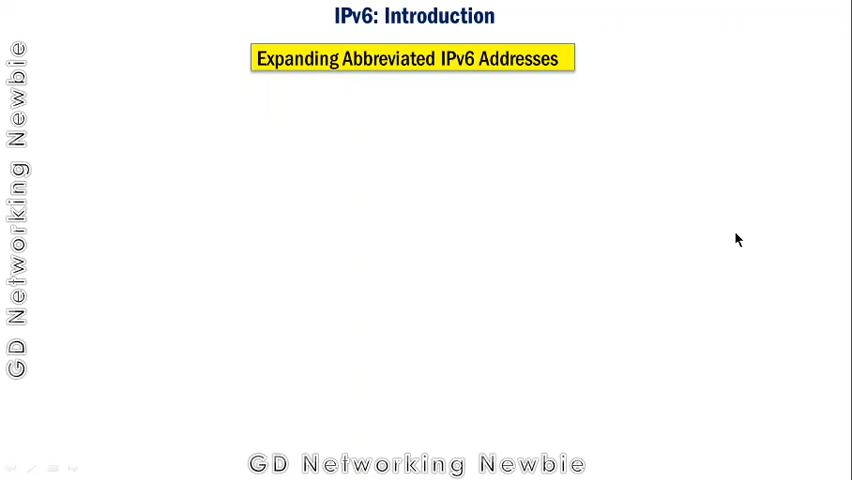 IPv6: Introduction
Expanding Abbreviated IPv6 Addresses
GD Networking Newbie
GD Networking Newbie